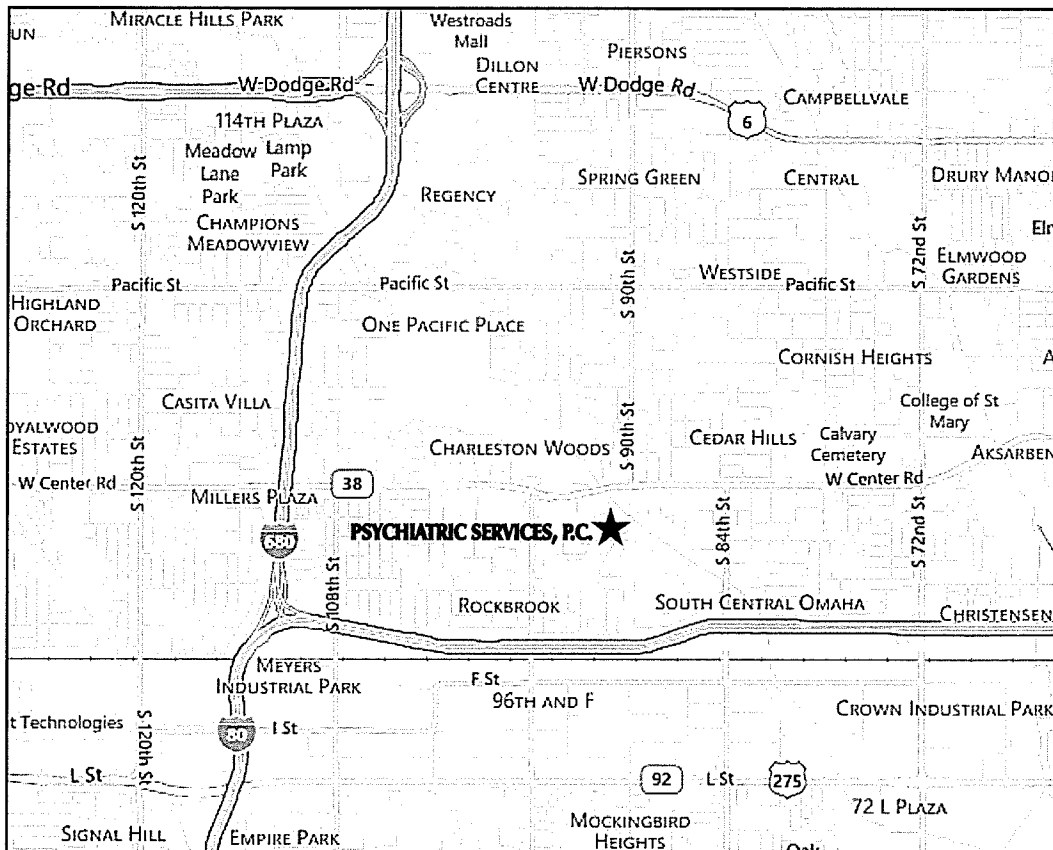 MIRACLE HILLS PARK
UN
Westroads
Mall
PIERSONS
DILLON
CENTRE
ge Rd
W Dodge Rd
W Dodge Rd
6
CAMPBELLVALE
114TH PLAZA
Meadow
Lane
Park
Lamp
Park
S 120th St
REGENCY
SPRING GREEN
CENTRAL
DRURY MANO
CHAMPIONS
MEADOWVIEW
S 90th St
S 72nd St
Elm
ELMWOOD
GARDENS
WESTSIDE
Pacific St
Pacific St
Pacific St
HIGHLAND
ORCHARD
ONE PACIFIC PLACE
CORNISH HEIGHTS
A
CASITA VILLA
College of St
Mary
OYALWOOD
ESTATES
S 120th St
S 90th St
CHARLESTON WOODS
CEDAR HILLS
Calvary
Cemetery
AKSARBEN
W Center Rd
W Center Rd
MILLERS PLAZA
38
680
PSYCHIATRIC SERVICES, P.C.
S 108th St
S 84th St
S 72nd St
ROCKBROOK
SOUTH CENTRAL OMAHA
CHRISTENSEN
MEYERS
INDUSTRIAL PARK
F St
96TH AND F
CROWN INDUSTRIAL PARK
t Technologies
S 120th St
80
I St
L St
92
L St
275
72 L PLAZA
SIGNAL HILL
EMPIRE PARK
MOCKINGBIRD
HEIGHTS